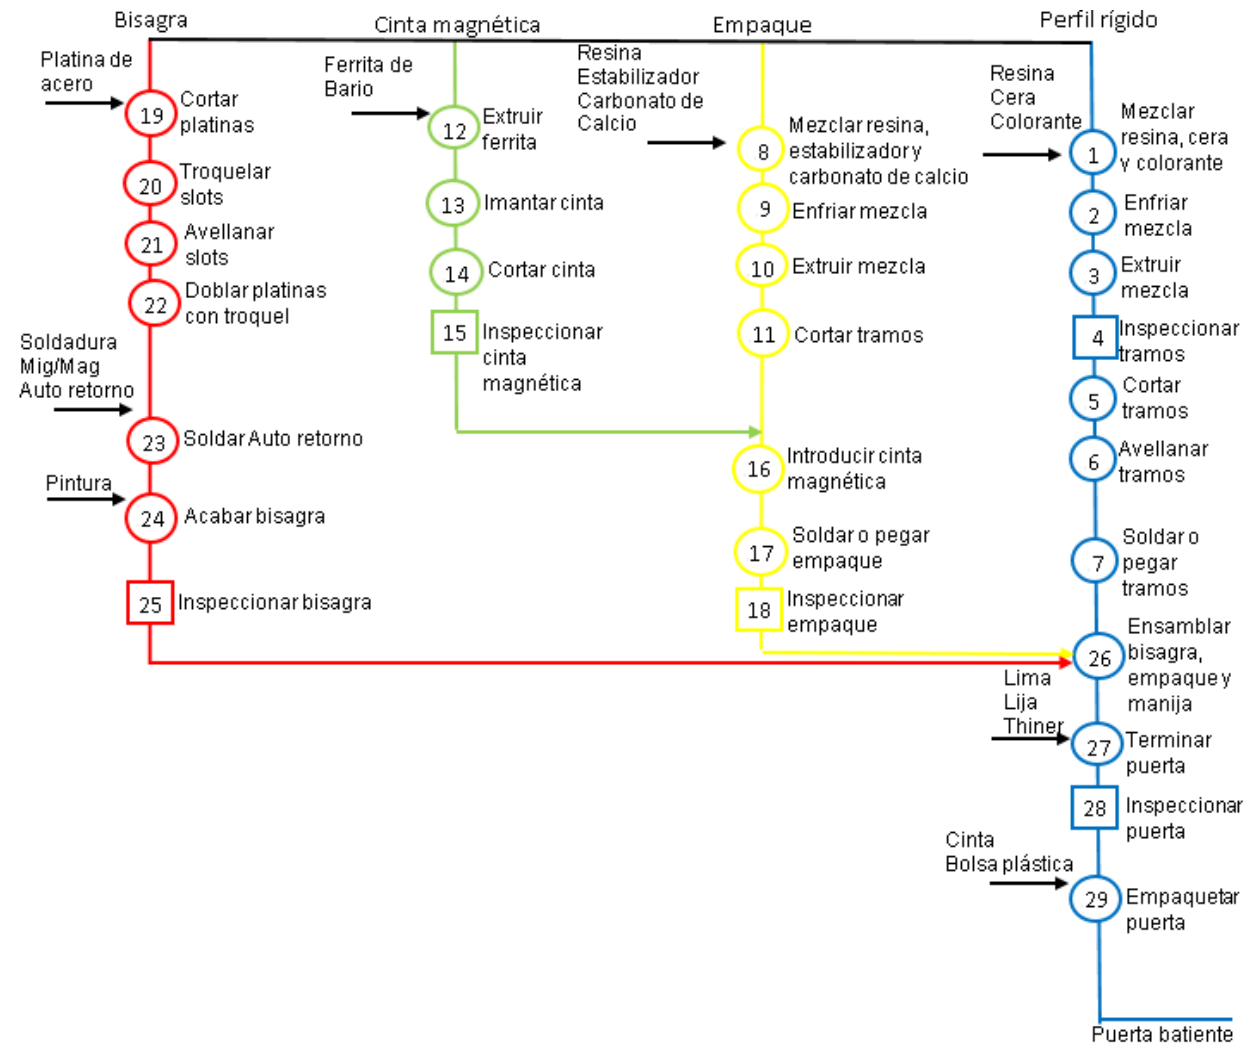 Bisagra
Platina de
acero
19
Cortar
platinas
20
Troquelar
slots
21
Avellanar
slots
22
Doblar platinas
con troquel
Soldadura
Mig/Mag
Auto retorno
23
Soldar Auto retorno
Pintura
24
Acabar bisagra
25
Inspeccionar bisagra
Cinta magnética
Ferrita de
Bario
12
Extruir
ferrita
13
Imantar cinta
14
Cortar cinta
15
Inspeccionar
cinta
magnética
Empaque
Resina
Estabilizador
Carbonato de
Calcio
8
Mezclar resina,
estabilizador y
carbonato de calcio
9
Enfriar mezcla
10
Extruir mezcla
11
Cortar tramos
16
Introducir cinta
magnética
17
Soldar o pegar
empaque
18
Inspeccionar
empaque
Perfil rígido
Resina
Cera
Colorante
1
Mezclar
resina, cera
y colorante
2
Enfriar
mezcla
3
Extruir
mezcla
4
Inspeccionar
tramos
5
Cortar
tramos
6
Avellanar
tramos
7
Soldar o
pegar
tramos
26
Ensamblar
bisagra,
empaque y
manija
Lima
Lija
Thiner
27
Terminar
puerta
28
Inspeccionar
puerta
Cinta
Bolsa plástica
29
Empaquetar
puerta
Puerta batiente